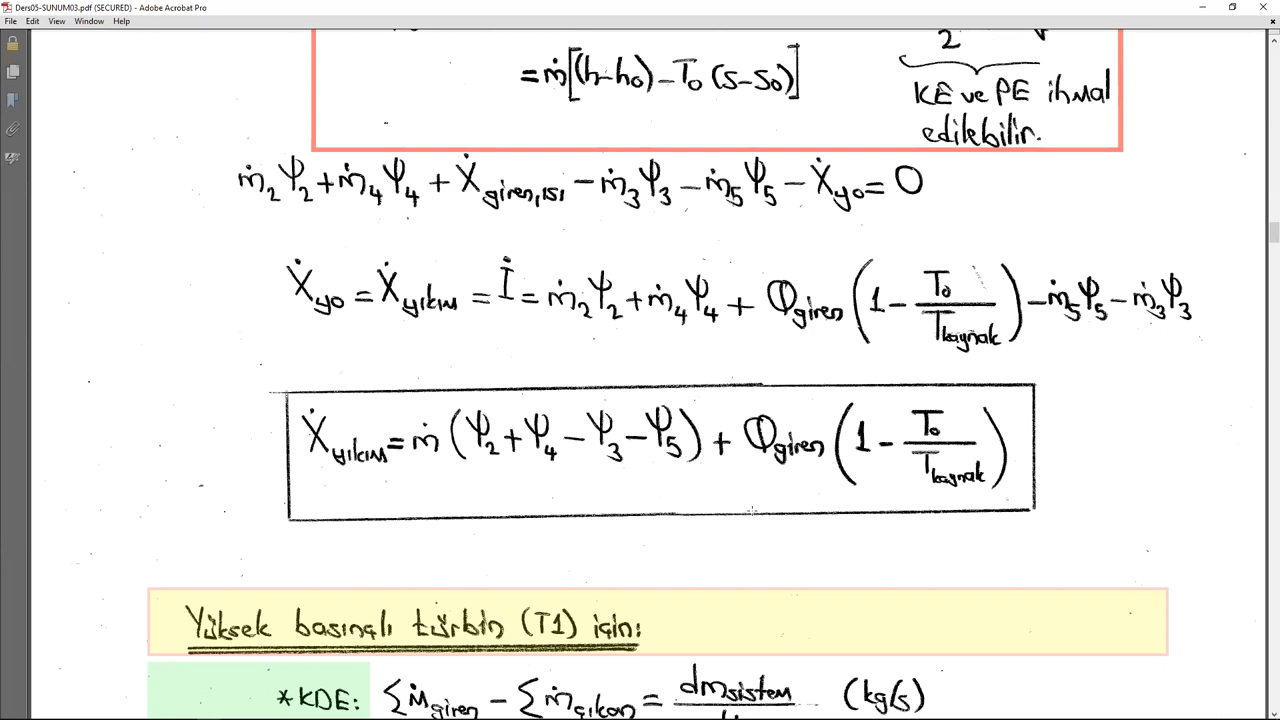 Ders05-SUNUM03.pdf (SECURED) - Adobe Acrobat Pro
File Edit View Window Help
2
= ṁ[(h-h₀) - T₀ (s-s₀)]
KE ve PE ihmal
edilebilir.
ṁ₂Ψ₂ + ṁ₄Ψ₄ + Ẋgiren,ısı - ṁ₃Ψ₃ - ṁ₅Ψ₅ - Ẋyo = 0
Ẋyo = Ẋyıkım = İ = ṁ₂Ψ₂ + ṁ₄Ψ₄ + Qgiren (1 - T₀/Tkaynak) - ṁ₅Ψ₅ - ṁ₃Ψ₃
Ẋyıkım = ṁ (Ψ₂ + Ψ₄ - Ψ₃ - Ψ₅) + Qgiren (1 - T₀/Tkaynak)
Yüksek basınçlı türbin (T1) için:
*KDE: Σṁgiren - Σṁçıkan = dmsistem (kg/s)